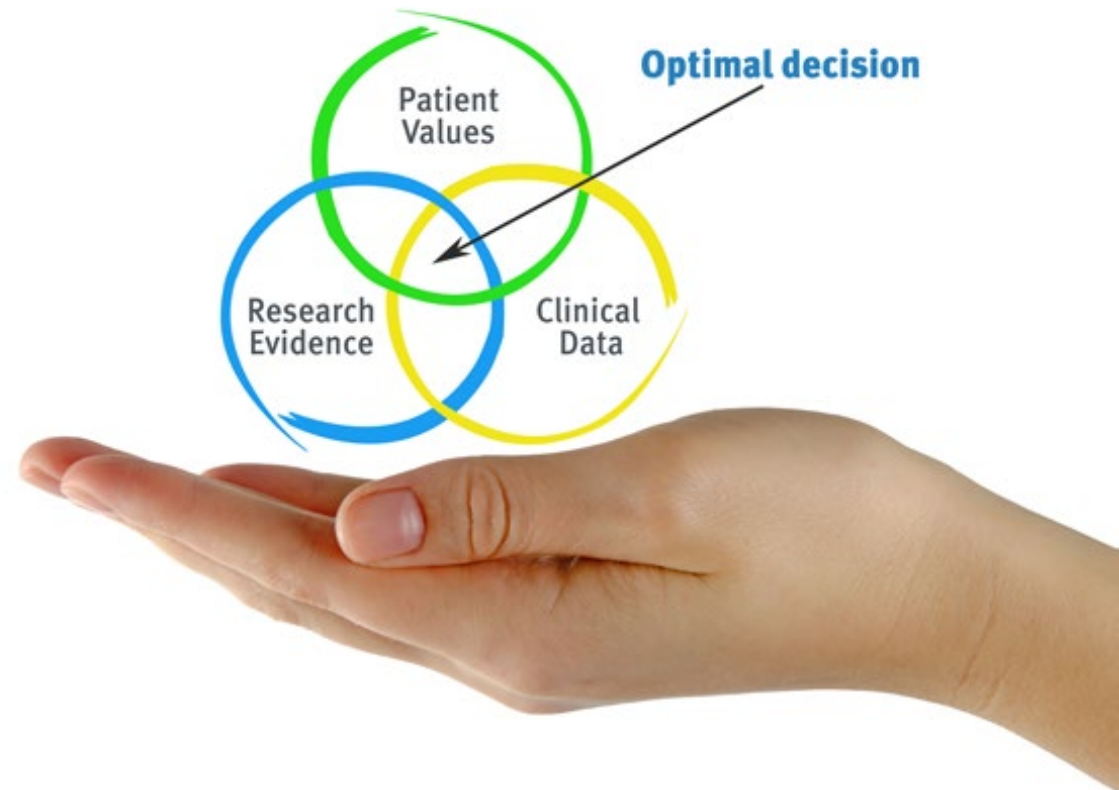 Optimal decision
Patient
Values
Research
Evidence
Clinical
Data